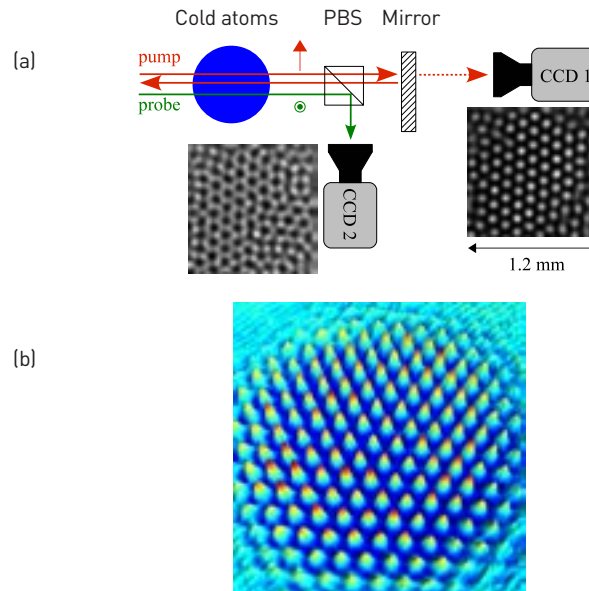 Cold atoms PBS Mirror
(a)
pump
probe
CCD 1
CCD 2
1.2 mm
(b)